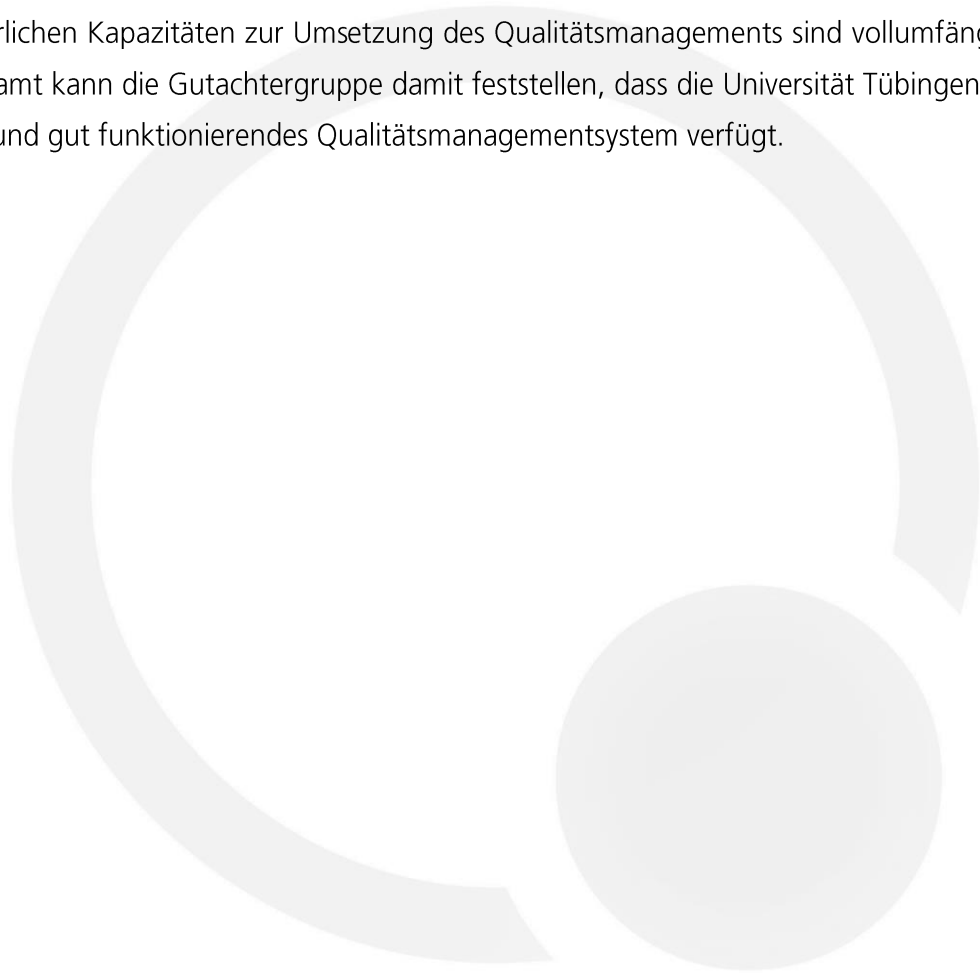 rlichen Kapazitäten zur Umsetzung des Qualitätsmanagements sind vollumfäng
amt kann die Gutachtergruppe damit feststellen, dass die Universität Tübingen
und gut funktionierendes Qualitätsmanagementsystem verfügt.